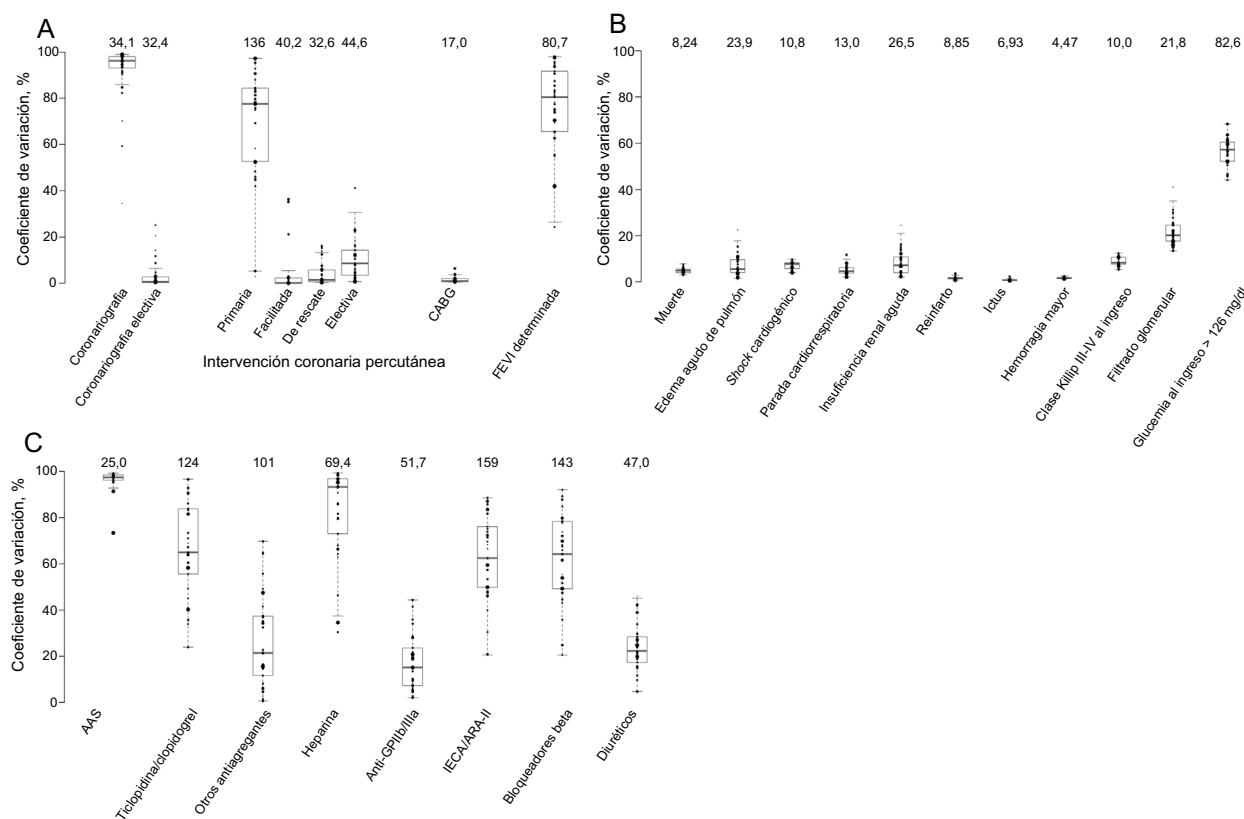 A
34,1 32,4 136 40,2 32,6 44,6 17,0 80,7
Coeficiente de variación, %
100
80
60
40
20
0
Coronariografia
Coronariografia electiva
Primaria
Facilitada
De rescate
Electiva
CABG
FEVI determinada
Intervención coronaria percutánea
B
8,24 23,9 10,8 13,0 26,5 8,85 6,93 4,47 10,0 21,8 82,6
Coeficiente de variación, %
100
80
60
40
20
0
Muerte
Edema agudo de pulmón
Shock cardiogénico
Parada cardiorrespiratoria
Insuficiencia renal aguda
Reinfarto
Ictus
Hemorragia mayor
Clase Killip III-IV al ingreso
Filtrado glomerular
Glucemia al ingreso > 126 mg/dl
C
25,0 124 101 69,4 51,7 159 143 47,0
Coeficiente de variación, %
100
80
60
40
20
0
AAS
Ticlopidina/clopidogrel
Otros antiagregantes
Heparina
Anti-GPIIb/IIIa
IECA/ARA-II
Bloqueadores beta
Diuréticos